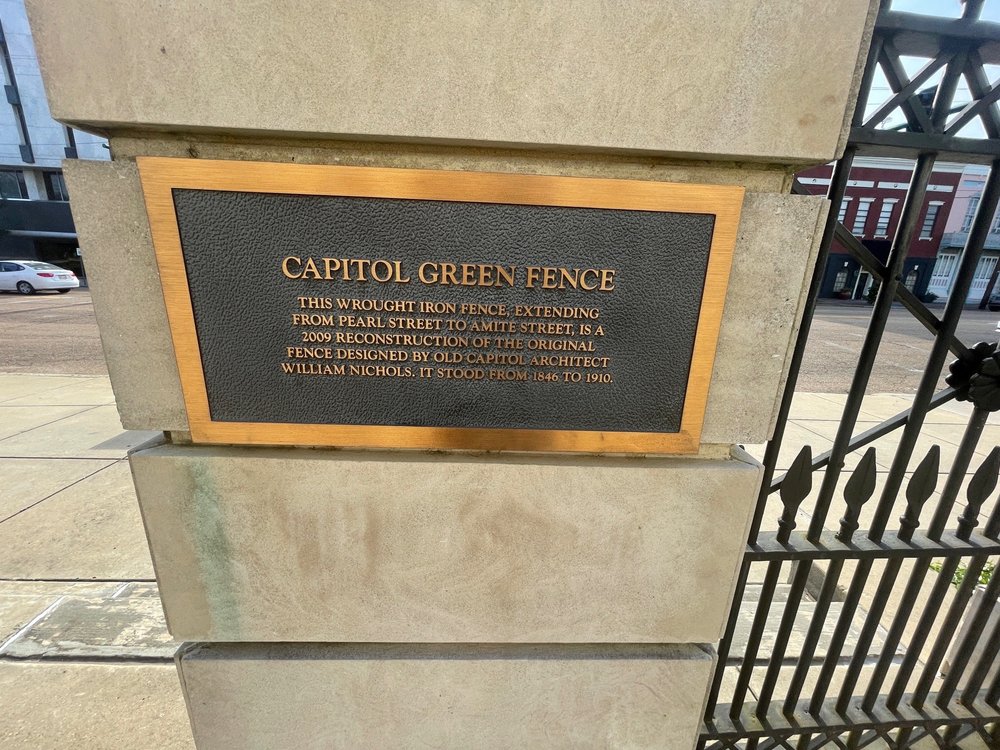 CAPITOL GREEN FENCE
THIS WROUGHT IRON FENCE, EXTENDING
FROM PEARL STREET TO AMITE STREET, IS A
2009 RECONSTRUCTION OF THE ORIGINAL
FENCE DESIGNED BY OLD CAPITOL ARCHITECT
WILLIAM NICHOLS. IT STOOD FROM 1846 TO 1910.